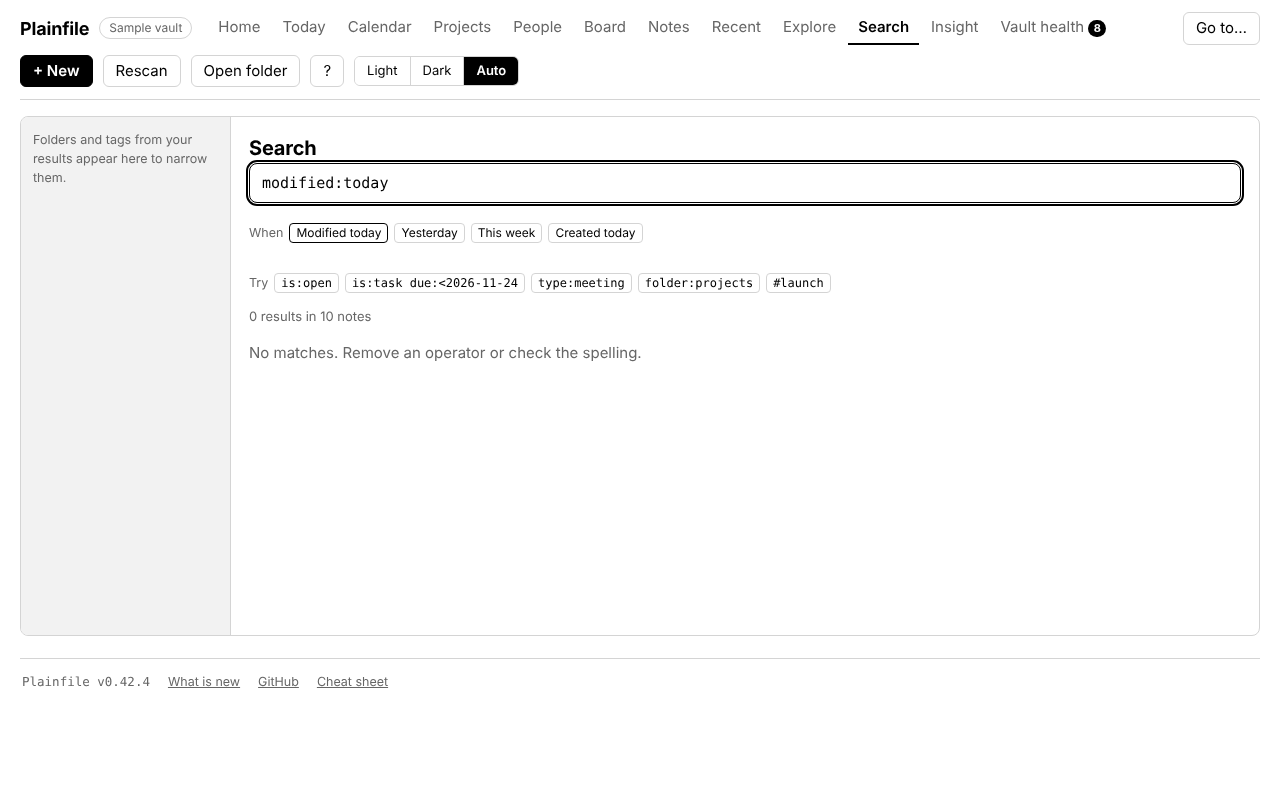 Plainfile Sample vault Home Today Calendar Projects People Board Notes Recent Explore Search Insight Vault health 8 Go to...
+ New Rescan Open folder ? Light Dark Auto
Folders and tags from your
results appear here to narrow
them.
Search
modified:today
When Modified today Yesterday This week Created today
Try is:open is:task due:<2026-11-24 type:meeting folder:projects #launch
0 results in 10 notes
No matches. Remove an operator or check the spelling.
Plainfile v0.42.4 What is new GitHub Cheat sheet